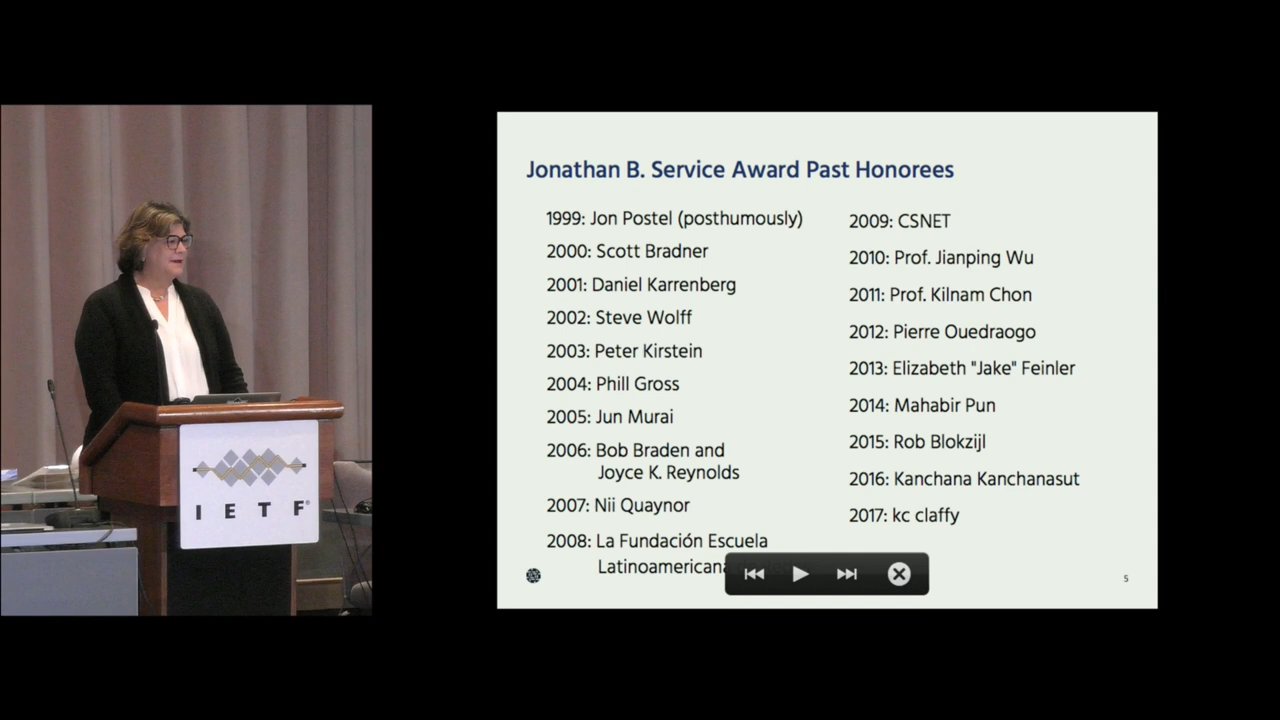 Jonathan B. Service Award Past Honorees
1999: Jon Postel (posthumously)
2000: Scott Bradner
2001: Daniel Karrenberg
2002: Steve Wolff
2003: Peter Kirstein
2004: Phill Gross
2005: Jun Murai
2006: Bob Braden and
Joyce K. Reynolds
2007: Nii Quaynor
2008: La Fundación Escuela
Latinoamericana
2009: CSNET
2010: Prof. Jianping Wu
2011: Prof. Kilnam Chon
2012: Pierre Ouedraogo
2013: Elizabeth "Jake" Feinler
2014: Mahabir Pun
2015: Rob Blokzijl
2016: Kanchana Kanchanasut
2017: kc claffy
5
IETF®